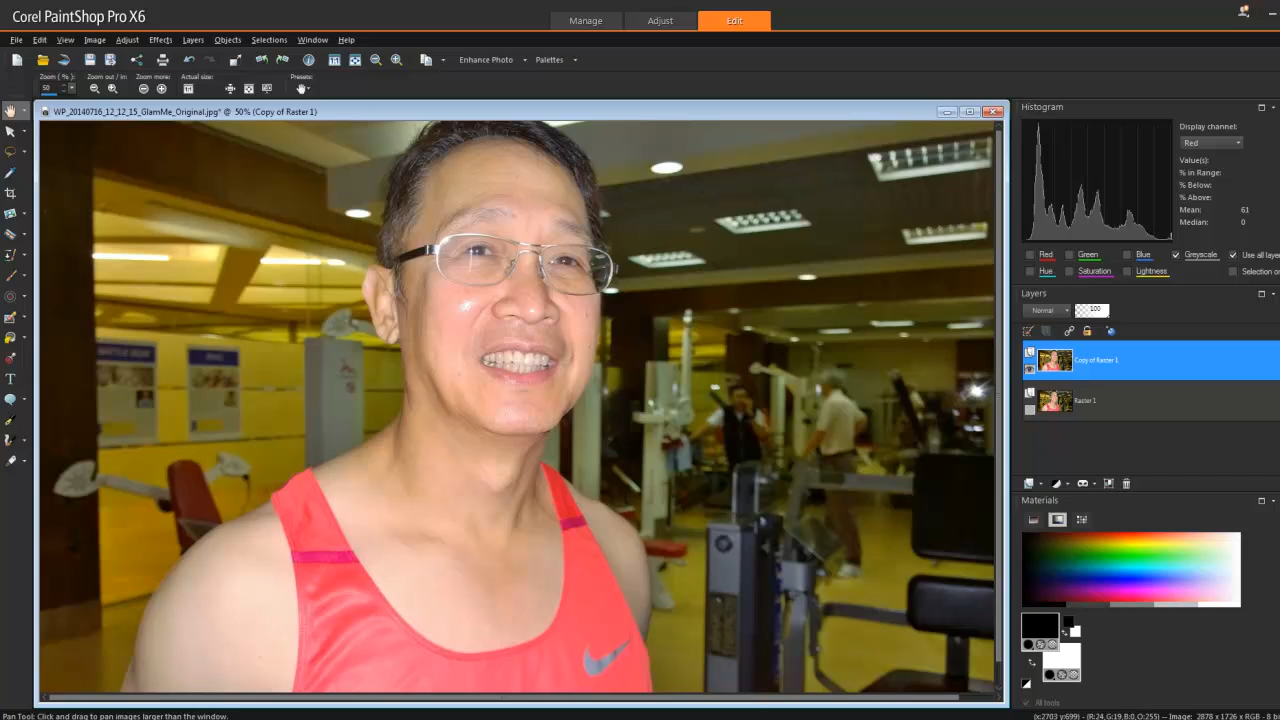 Corel PaintShop Pro X6
Manage Adjust Edit
File Edit View Image Adjust Effects Layers Objects Selections Window Help
Enhance Photo Palettes
Zoom (%): Zoom out / in: Zoom more: Actual size: Presets:
50
WP_20140716_12_12_15_GlamMe_Original.jpg* @ 50% (Copy of Raster 1)
Histogram
Display channel:
Red
Value(s):
% in Range:
% Below:
% Above:
Mean: 61
Median: 0
Red Green Blue Greyscale Use all laye
Hue Saturation Lightness Selection on
Layers
Normal 100
Copy of Raster 1
Raster 1
Materials
All tools
Pan Tool: Click and drag to pan images larger than the window.
(x:2703 y:699) - (R:24,G:19,B:0,O:255) -- Image: 2878 x 1726 x RGB - 8 b